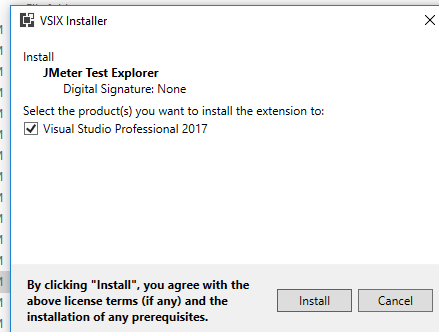 VSIX Installer
Install
JMeter Test Explorer
Digital Signature: None
Select the product(s) you want to install the extension to:
Visual Studio Professional 2017
By clicking "Install", you agree with the
above license terms (if any) and the
installation of any prerequisites.
Install
Cancel